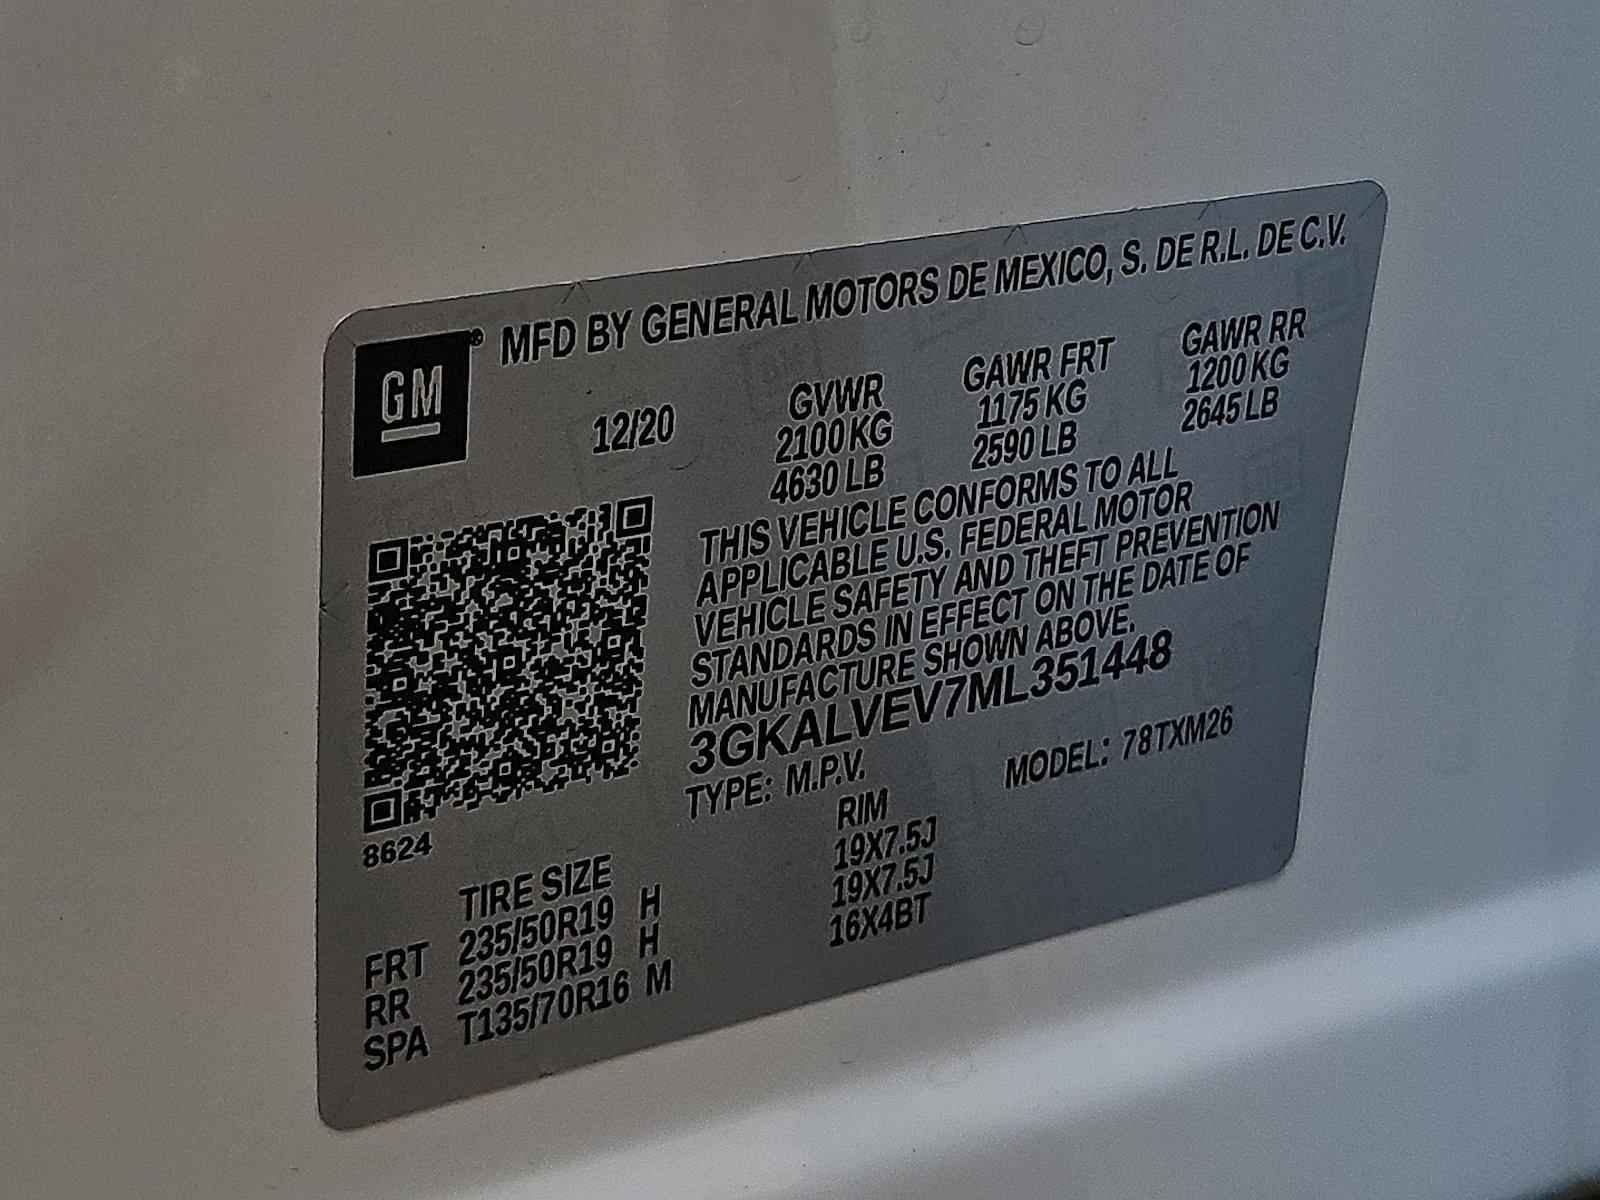 GM® MFD BY GENERAL MOTORS DE MEXICO, S. DE R.L. DE C.V.
12/20
GVWR
2100 KG
4630 LB
GAWR FRT
1175 KG
2590 LB
GAWR RR
1200 KG
2645 LB
THIS VEHICLE CONFORMS TO ALL
APPLICABLE U.S. FEDERAL MOTOR
VEHICLE SAFETY AND THEFT PREVENTION
STANDARDS IN EFFECT ON THE DATE OF
MANUFACTURE SHOWN ABOVE.
3GKALVEV7ML351448
TYPE: M.P.V. MODEL: 78TXM26
8624
TIRE SIZE RIM
FRT 235/50R19 H 19X7.5J
RR 235/50R19 H 19X7.5J
SPA T135/70R16 M 16X4BT